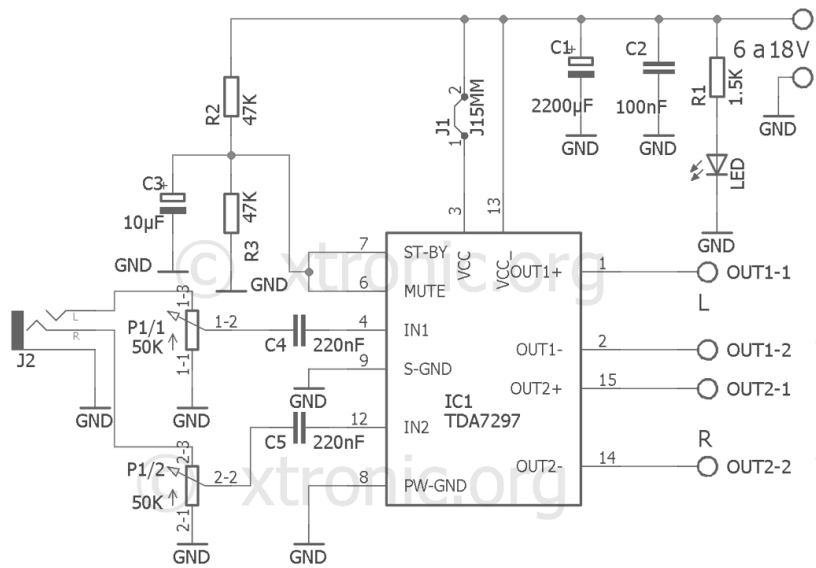 C1
+
2200µF
C2
100nF
R1
1.5K
6 a 18V
GND
GND
GND
LED
GND
R2
47K
J1
J15MM
2
1
C3
+
10µF
47K
R3
GND
GND
3
13
VCC
VCC_
7
ST-BY
6
MUTE
4
IN1
9
S-GND
12
IN2
8
PW-GND
IC1
TDA7297
OUT1+
1
OUT1-1
L
OUT1-
2
OUT1-2
OUT2+
15
OUT2-1
R
OUT2-
14
OUT2-2
© xtronic.org
J2
L
R
GND
P1/1
50K
1-3
1-2
1-1
GND
C4
220nF
GND
C5
220nF
P1/2
50K
2-3
2-2
2-1
GND
GND
© xtronic.org